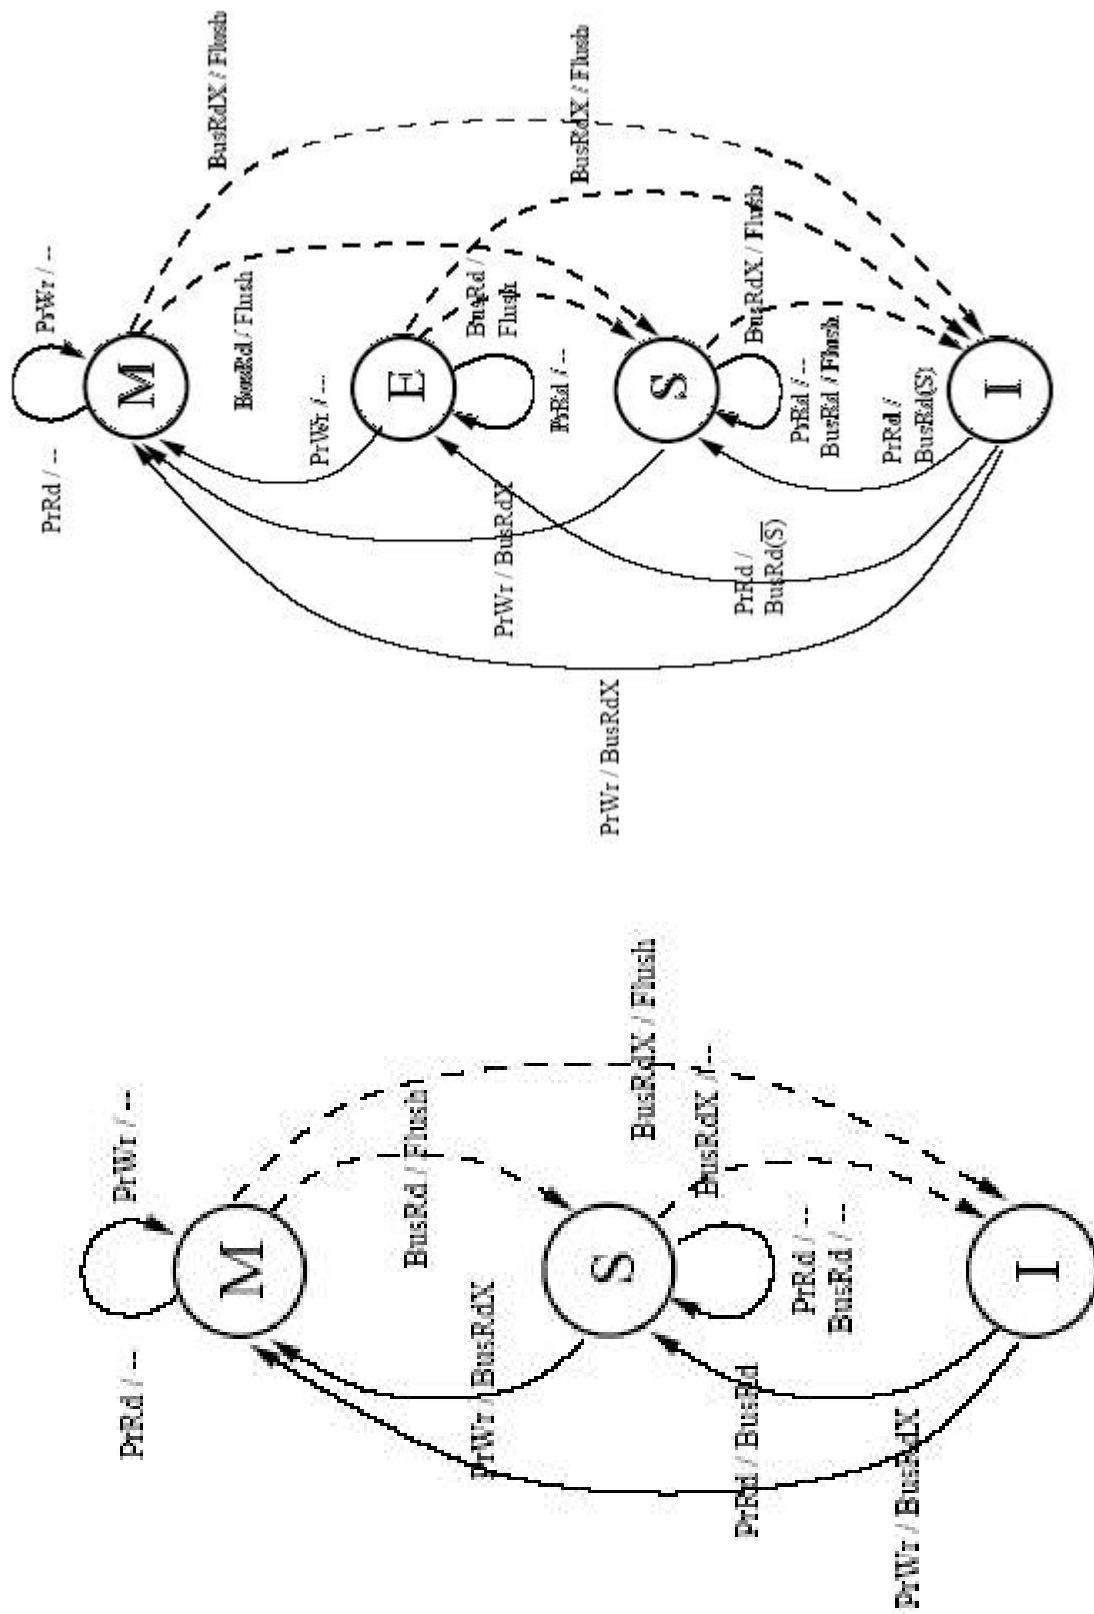 PrRd / --
PrWr / --
M
BusRdX / Flush
BusRd / Flush
PrWr / --
E
BusRd /
Flush
PrRd / --
BusRdX / Flush
PrWr / BusRdX
S
BusRdX / Flush
PrRd / --
BusRd / Flush
PrRd /
BusRd(S)
PrRd /
BusRd(S̅)
PrWr / BusRdX
I
PrRd / --
PrWr / --
M
BusRd / Flush
BusRdX / Flush
PrWr / BusRdX
S
BusRdX / --
PrRd / --
BusRd / --
PrRd / BusRd
PrWr / BusRdX
I